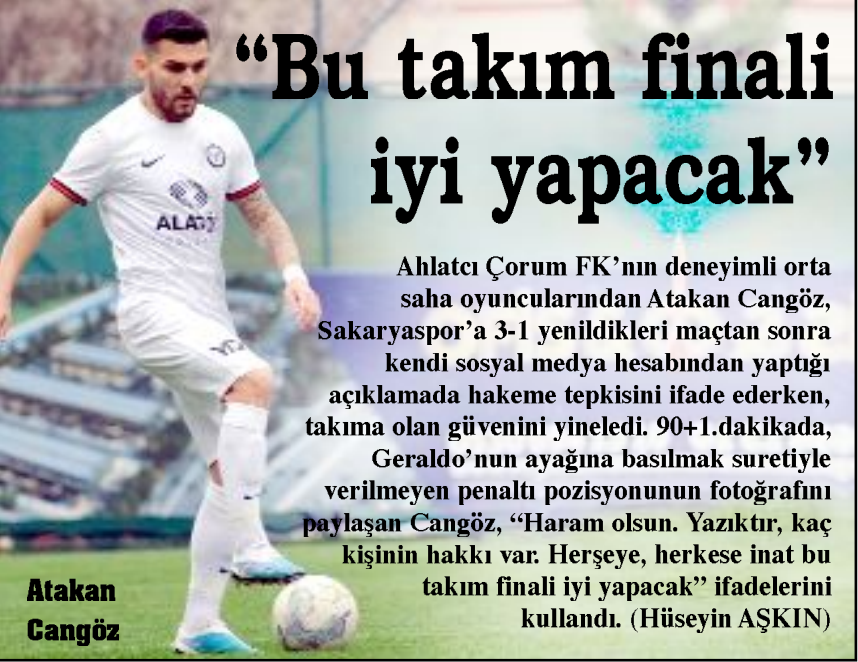 “Bu takım finali
iyi yapacak”
Ahlatcı Çorum FK’nın deneyimli orta
saha oyuncularından Atakan Cangöz,
Sakaryaspor’a 3-1 yenildikleri maçtan sonra
kendi sosyal medya hesabından yaptığı
açıklamada hakeme tepkisini ifade ederken,
takıma olan güvenini yineledi. 90+1.dakikada,
Geraldo’nun ayağına basılmak suretiyle
verilmeyen penaltı pozisyonunun fotoğrafını
paylaşan Cangöz, “Haram olsun. Yazıktır, kaç
kişinin hakkı var. Herşeye, herkese inat bu
takım finali iyi yapacak” ifadelerini
kullandı. (Hüseyin AŞKIN)
Atakan
Cangöz